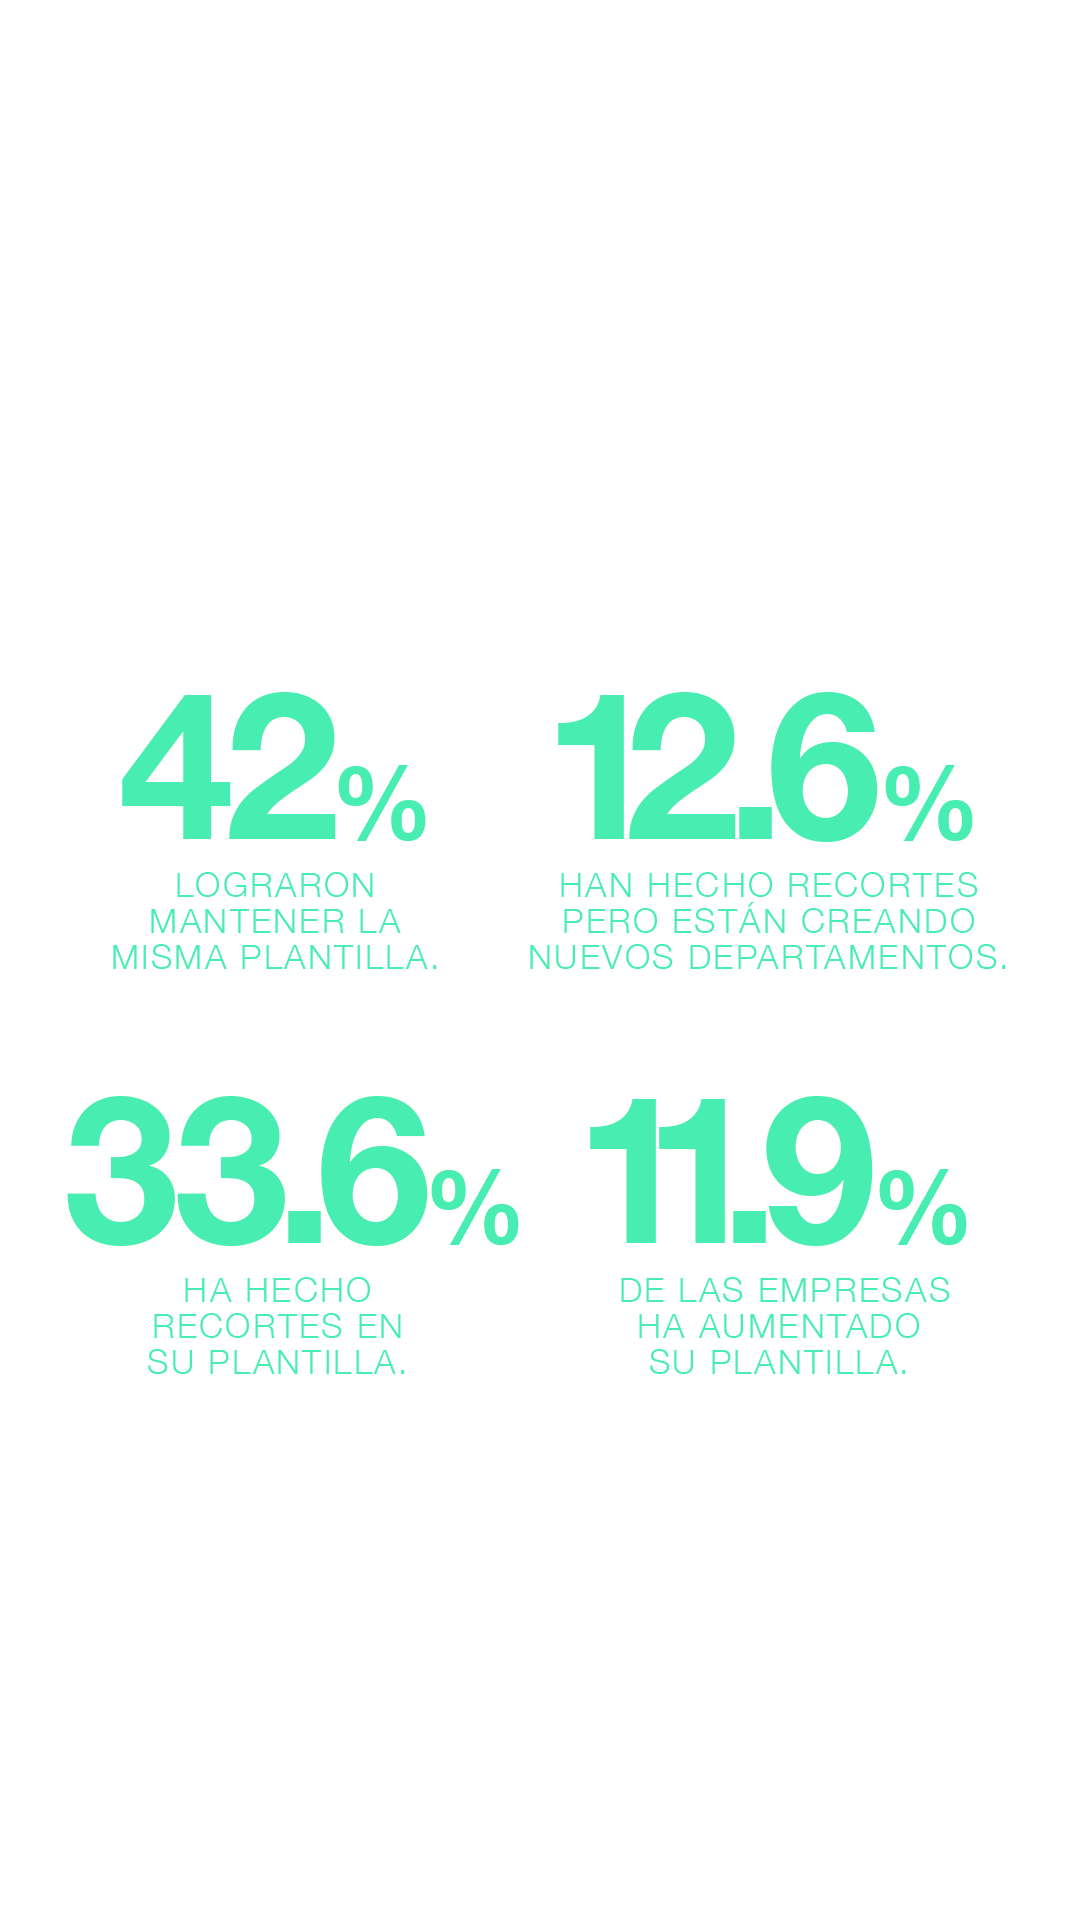 42%
LOGRARON
MANTENER LA
MISMA PLANTILLA.
12.6%
HAN HECHO RECORTES
PERO ESTÁN CREANDO
NUEVOS DEPARTAMENTOS.
33.6%
HA HECHO
RECORTES EN
SU PLANTILLA.
11.9%
DE LAS EMPRESAS
HA AUMENTADO
SU PLANTILLA.